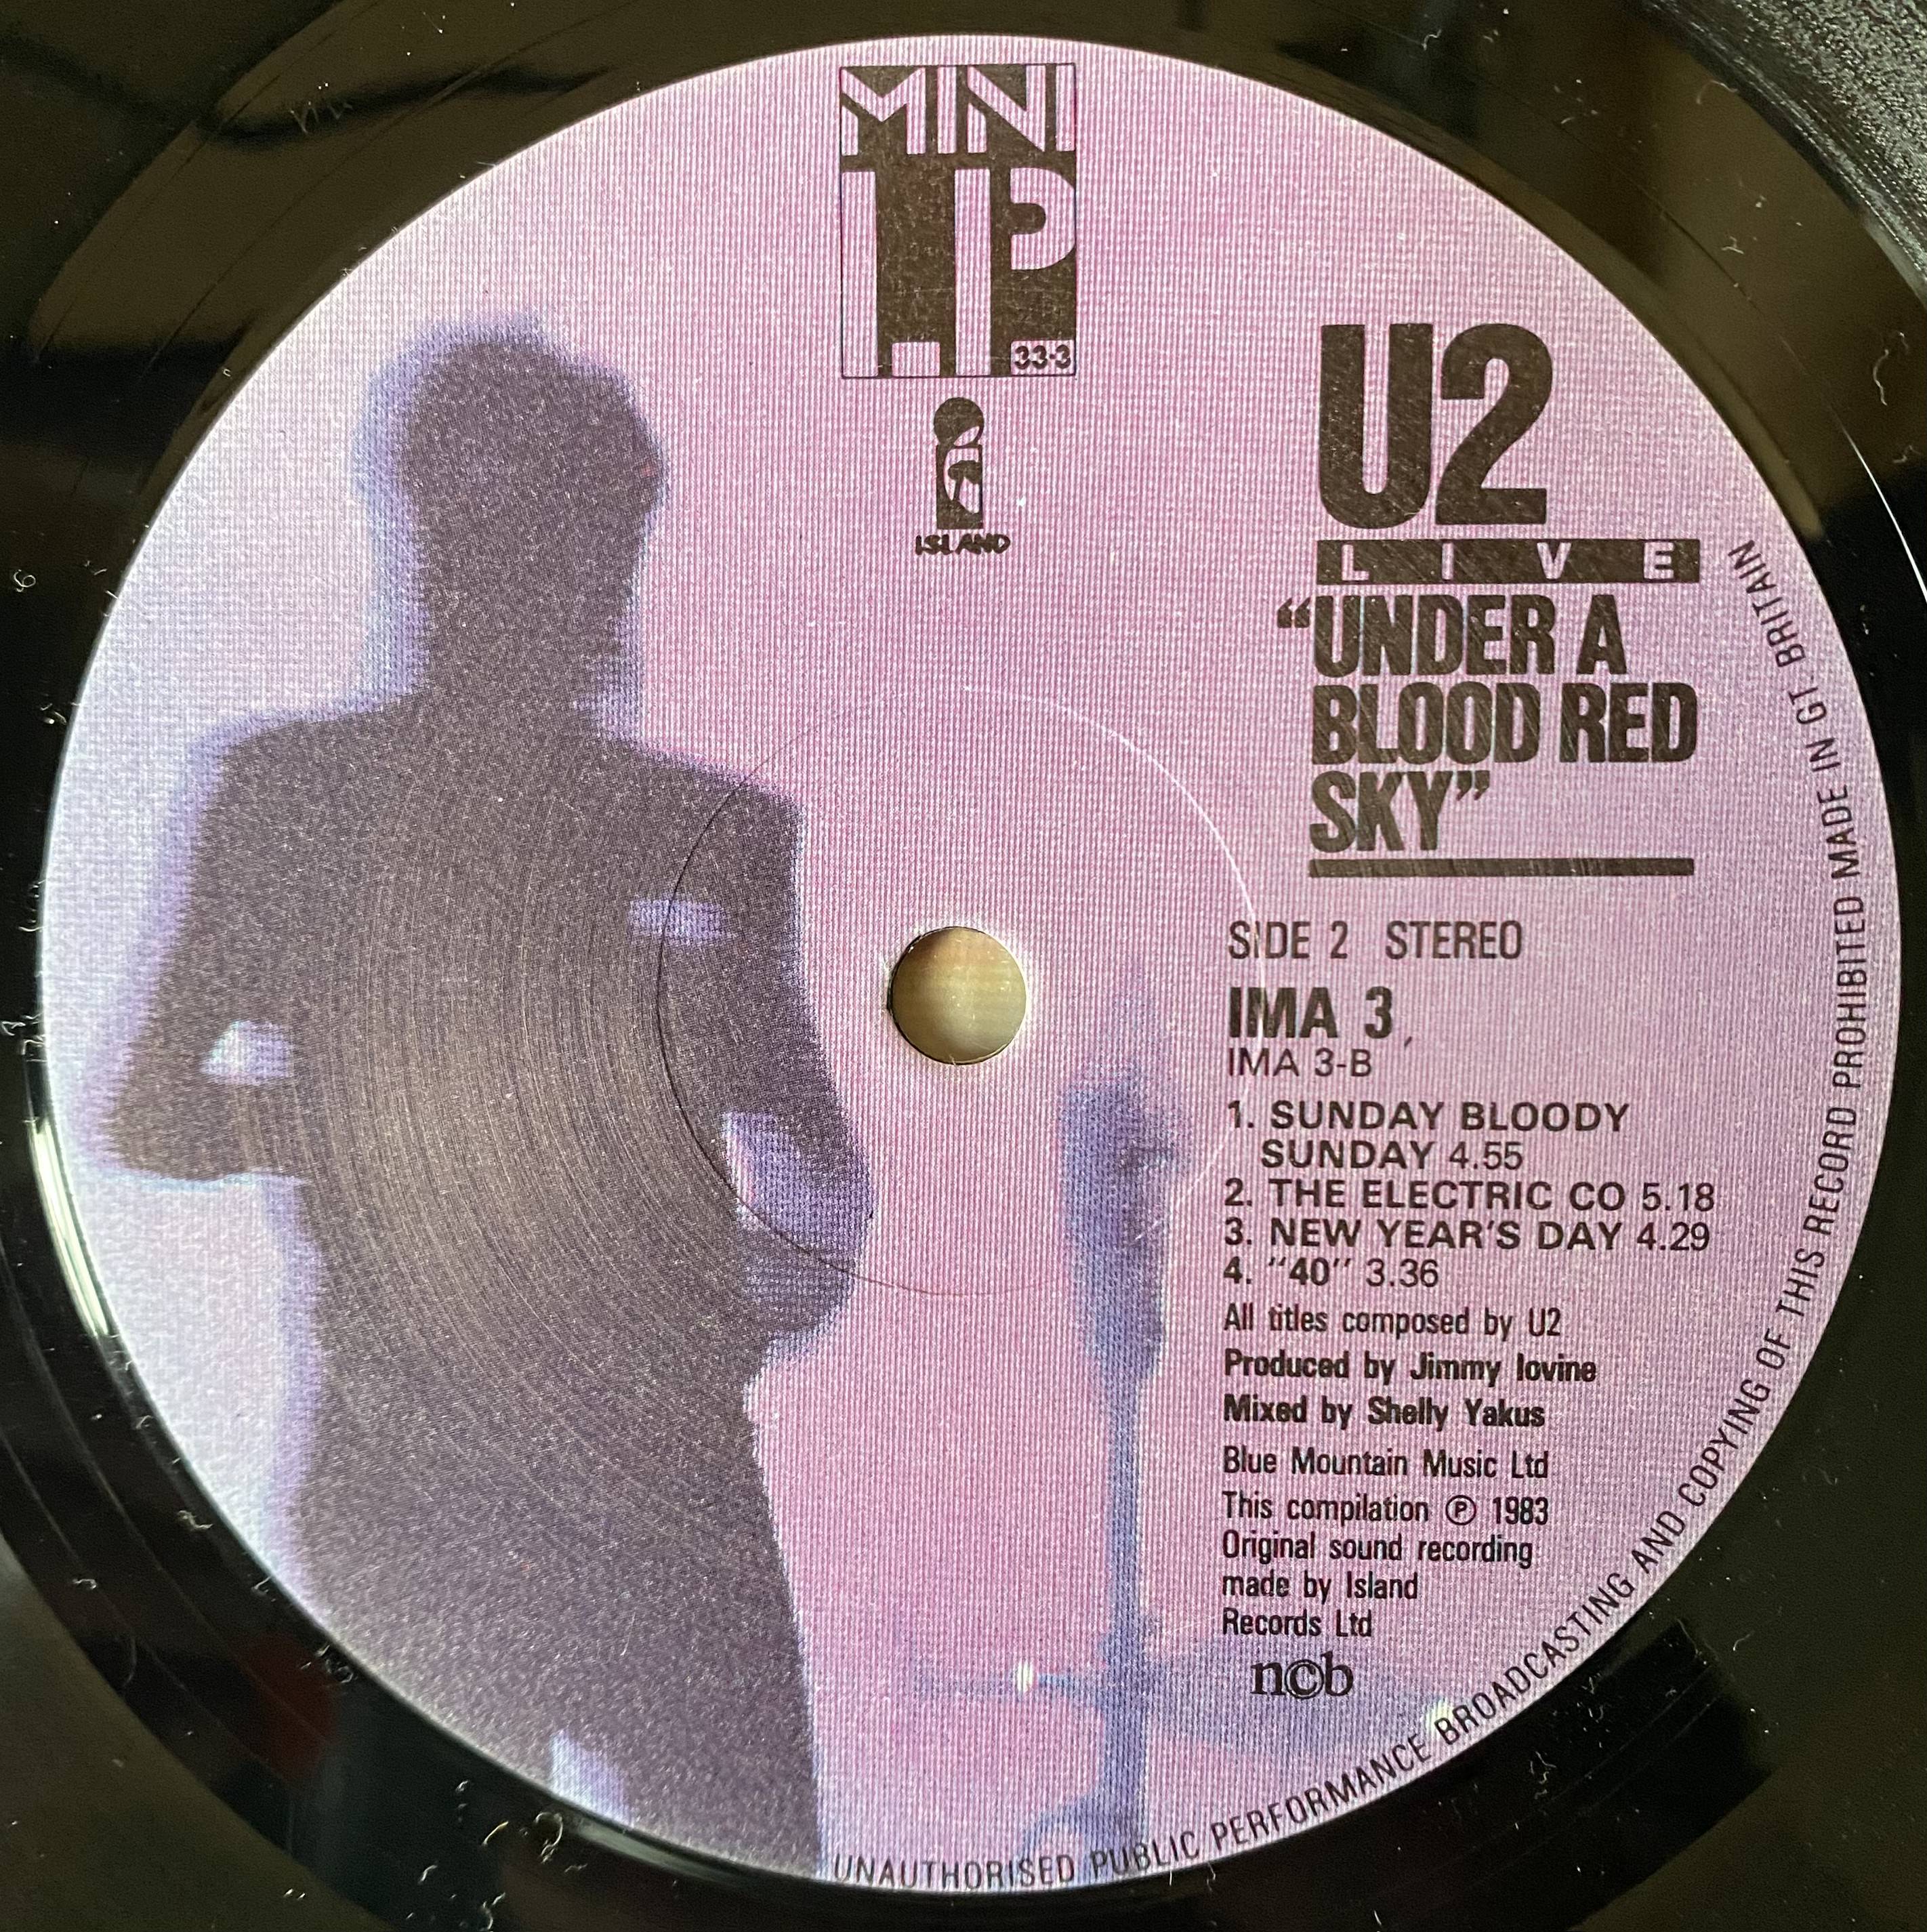 MINI
LP
33·3
ISLAND
U2
LIVE
“UNDER A
BLOOD RED
SKY”
SIDE 2 STEREO
IMA 3
IMA 3-B
1. SUNDAY BLOODY
SUNDAY 4.55
2. THE ELECTRIC CO 5.18
3. NEW YEAR'S DAY 4.29
4. "40" 3.36
All titles composed by U2
Produced by Jimmy Iovine
Mixed by Shelly Yakus
Blue Mountain Music Ltd
This compilation ℗ 1983
Original sound recording
made by Island
Records Ltd
n©b
UNAUTHORISED PUBLIC PERFORMANCE BROADCASTING AND COPYING OF THIS RECORD PROHIBITED MADE IN GT. BRITAIN